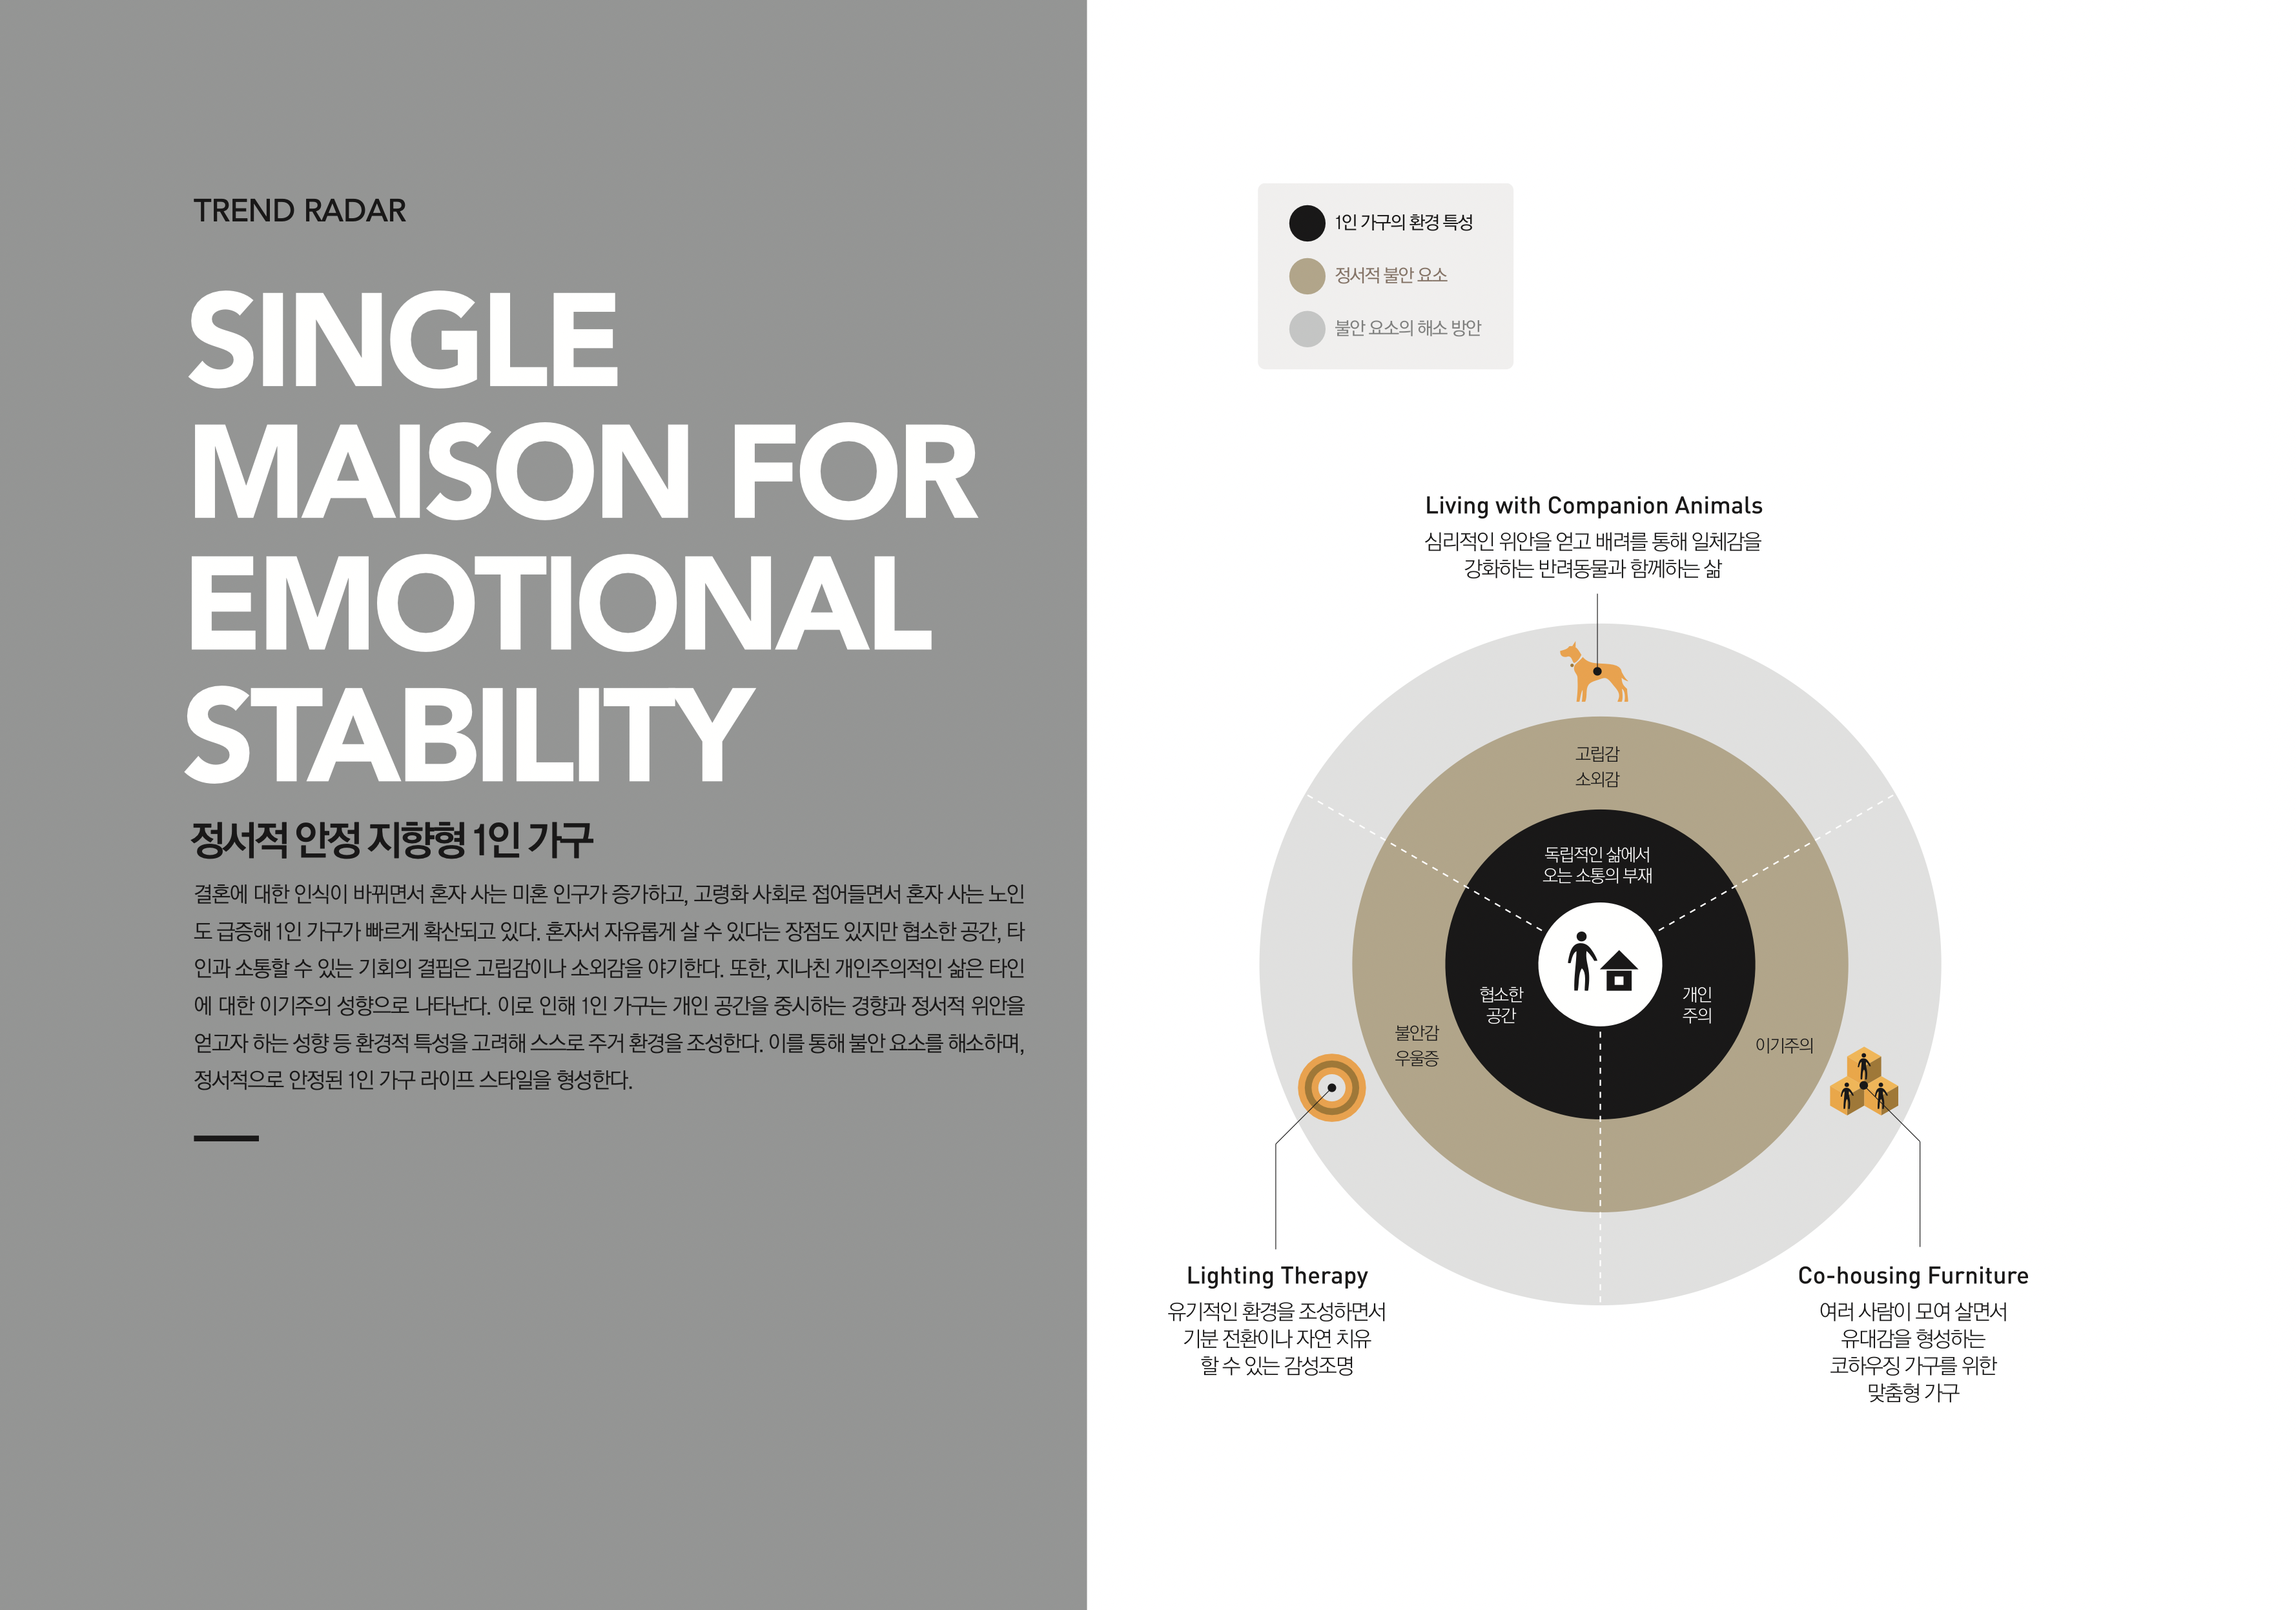 TREND RADAR
SINGLE
MAISON FOR
EMOTIONAL
STABILITY
정서적 안정 지향형 1인 가구
결혼에 대한 인식이 바뀌면서 혼자 사는 미혼 인구가 증가하고, 고령화 사회로 접어들면서 혼자 사는 노인
도 급증해 1인 가구가 빠르게 확산되고 있다. 혼자서 자유롭게 살 수 있다는 장점도 있지만 협소한 공간, 타
인과 소통할 수 있는 기회의 결핍은 고립감이나 소외감을 야기한다. 또한, 지나친 개인주의적인 삶은 타인
에 대한 이기주의 성향으로 나타난다. 이로 인해 1인 가구는 개인 공간을 중시하는 경향과 정서적 위안을
얻고자 하는 성향 등 환경적 특성을 고려해 스스로 주거 환경을 조성한다. 이를 통해 불안 요소를 해소하며,
정서적으로 안정된 1인 가구 라이프 스타일을 형성한다.
1인 가구의 환경 특성
정서적 불안 요소
불안 요소의 해소 방안
Living with Companion Animals
심리적인 위안을 얻고 배려를 통해 일체감을
강화하는 반려동물과 함께하는 삶
고립감
소외감
독립적인 삶에서
오는 소통의 부재
협소한
공간
개인
주의
불안감
우울증
이기주의
Lighting Therapy
유기적인 환경을 조성하면서
기분 전환이나 자연 치유
할 수 있는 감성조명
Co-housing Furniture
여러 사람이 모여 살면서
유대감을 형성하는
코하우징 가구를 위한
맞춤형 가구